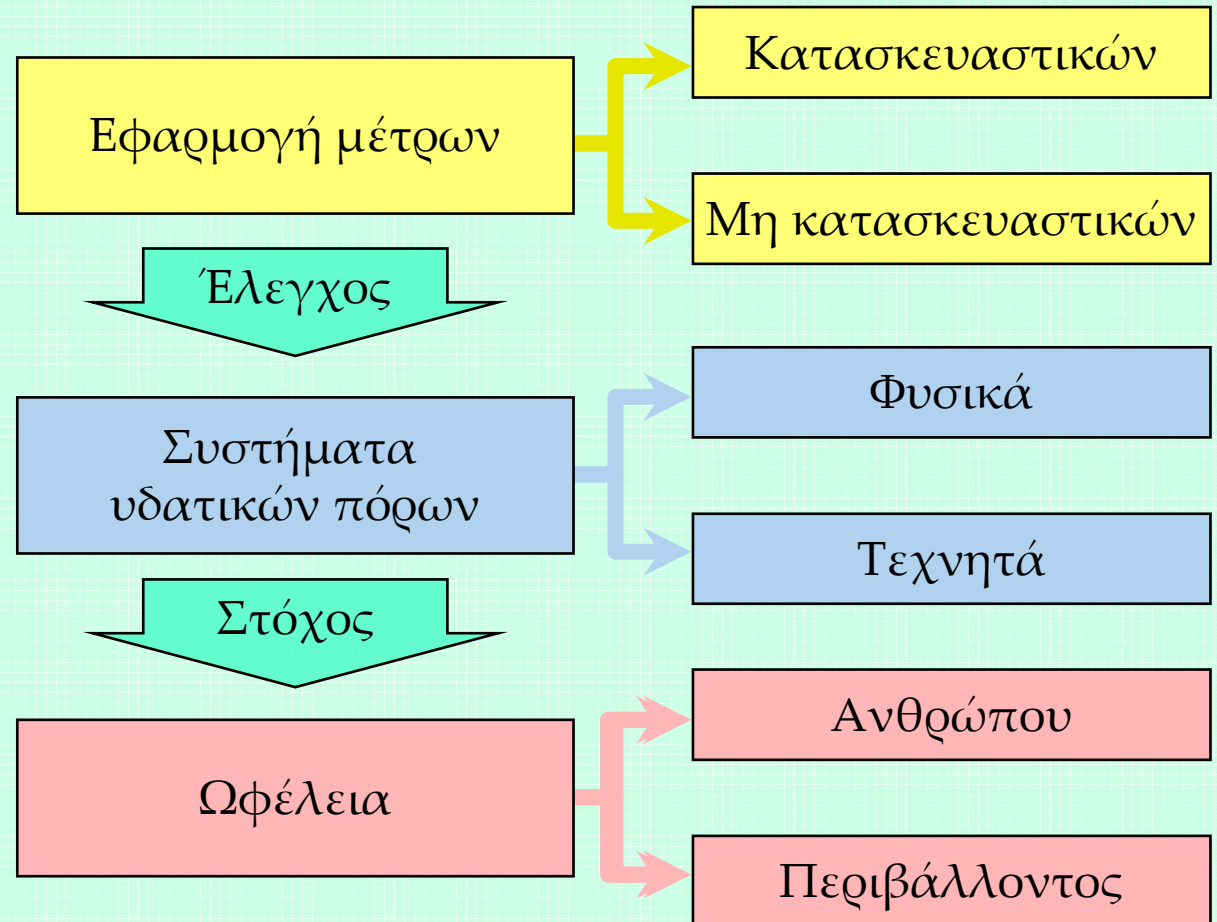 Εφαρμογή μέτρων
Κατασκευαστικών
Μη κατασκευαστικών
Έλεγχος
Συστήματα
υδατικών πόρων
Φυσικά
Τεχνητά
Στόχος
Ωφέλεια
Ανθρώπου
Περιβάλλοντος